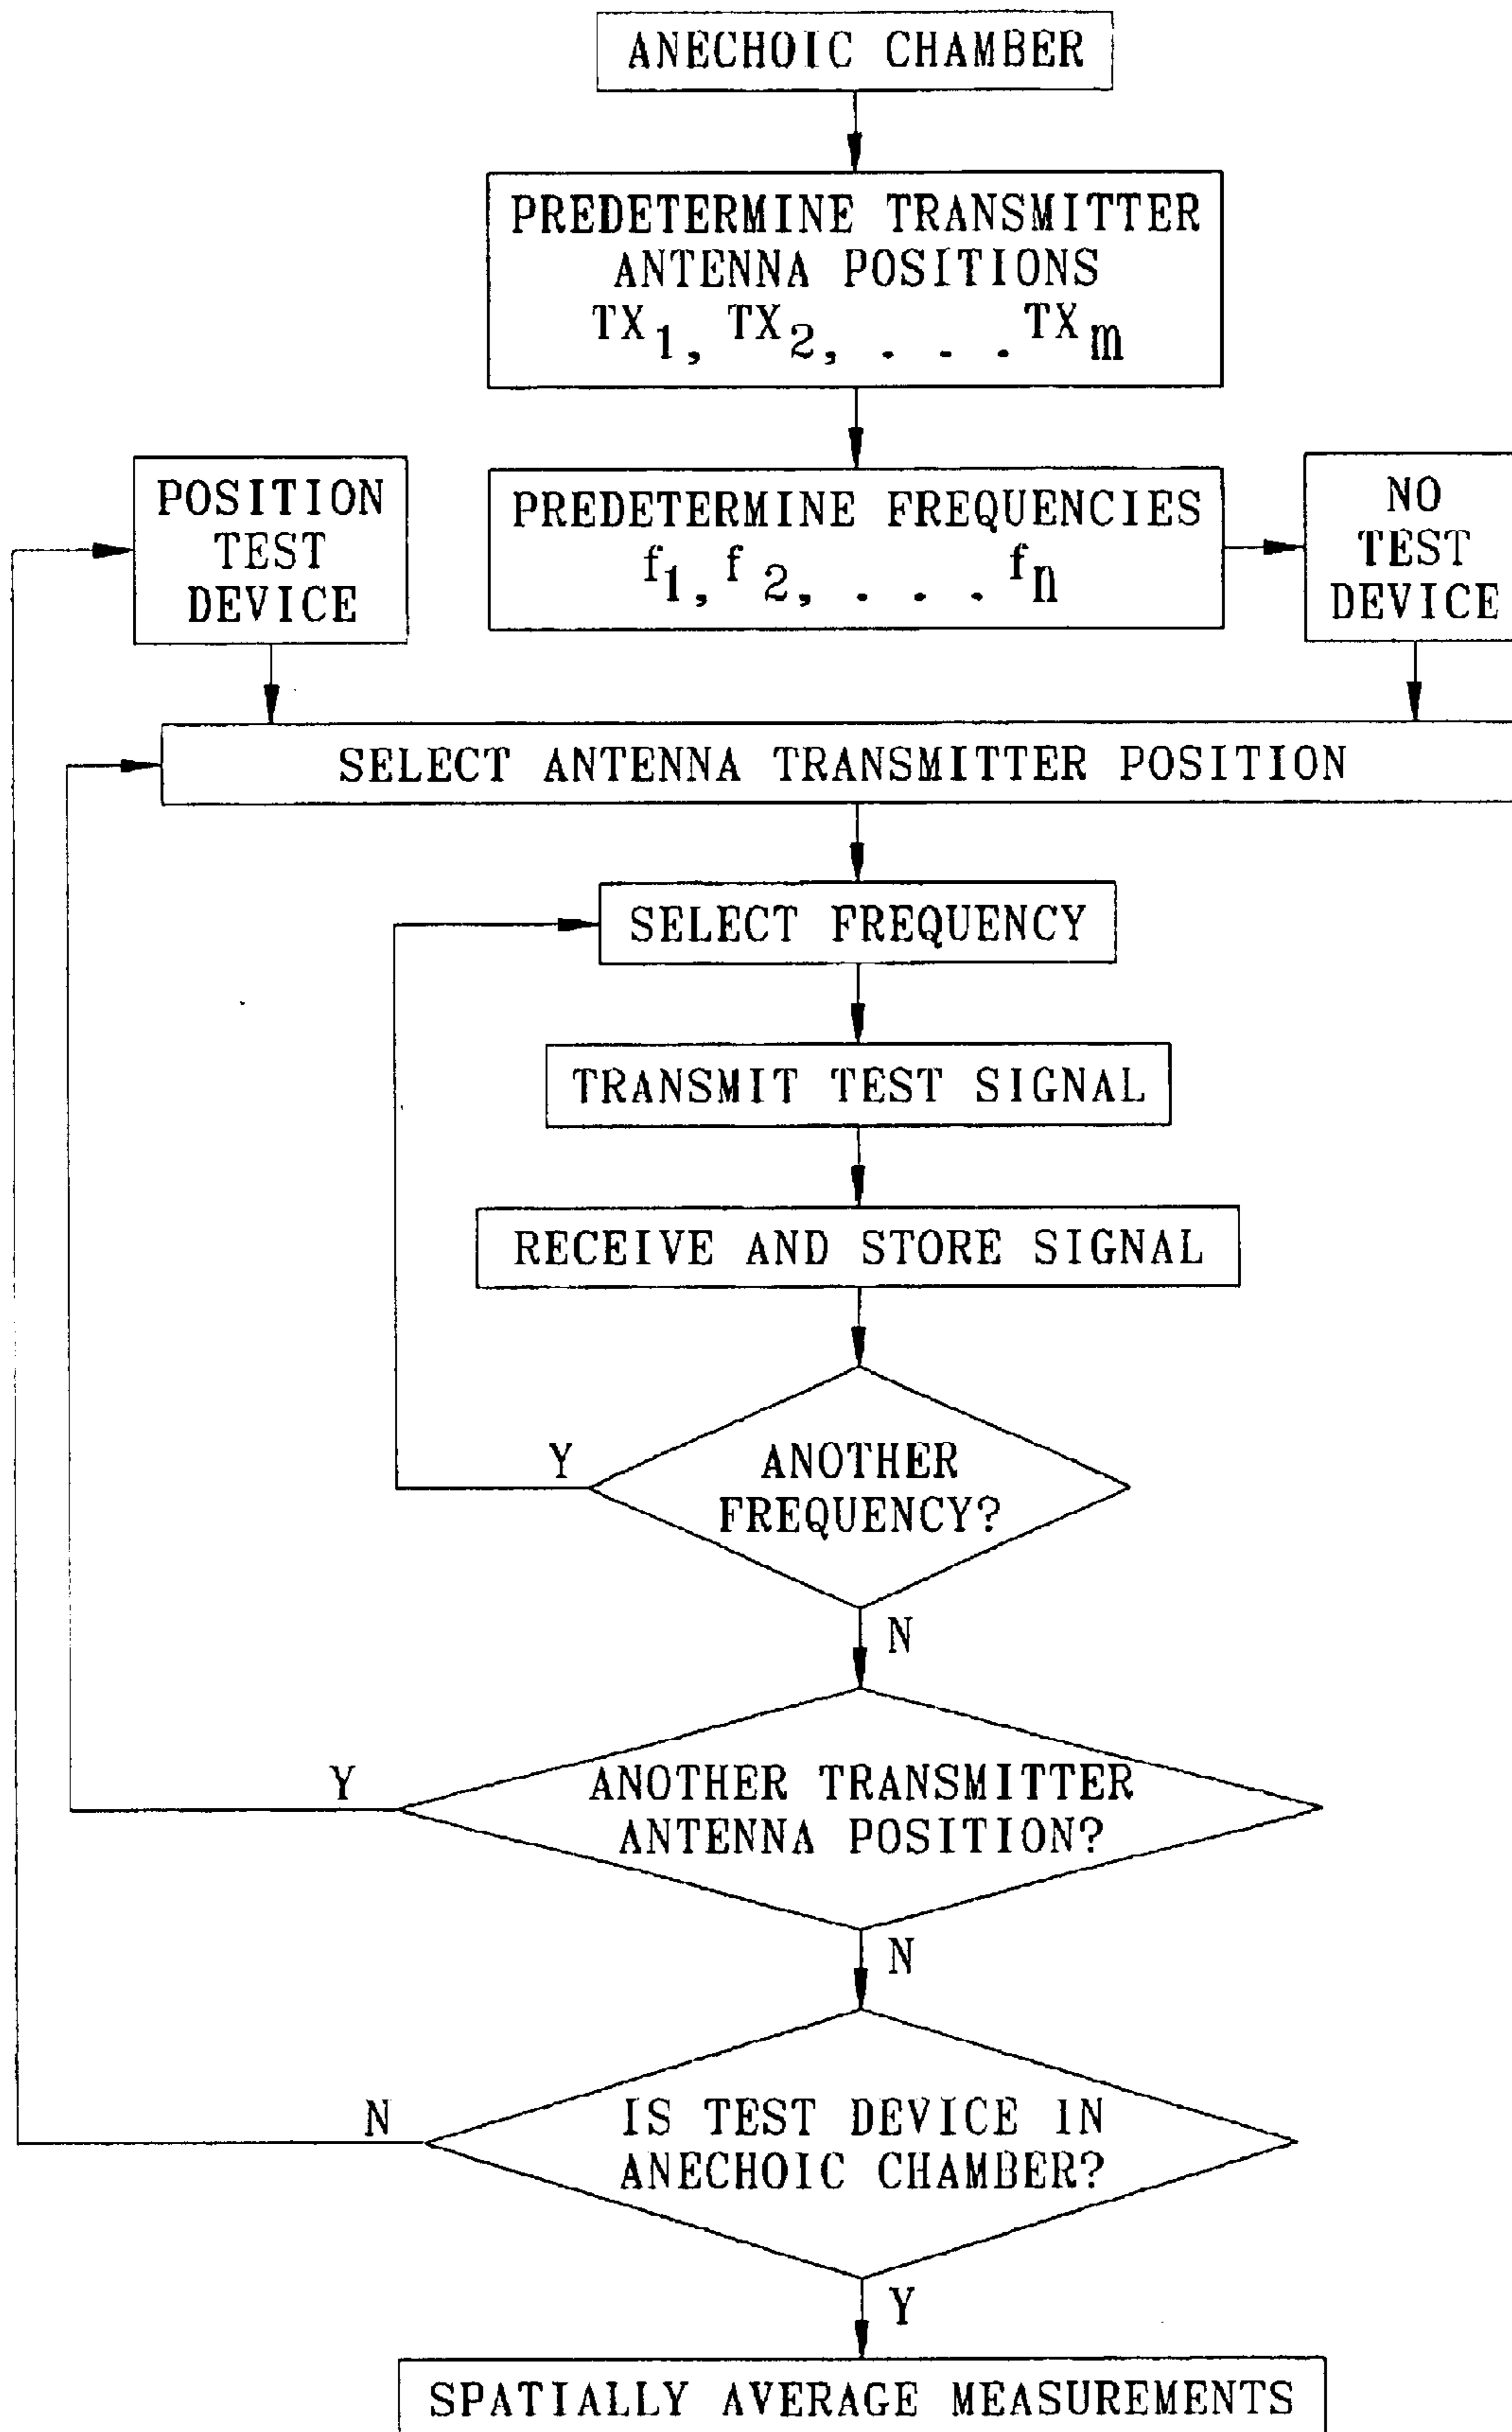 ANECHOIC CHAMBER
PREDETERMINE TRANSMITTER
ANTENNA POSITIONS
TX1, TX2, . . . TXm
POSITION
TEST
DEVICE
PREDETERMINE FREQUENCIES
f1, f2, . . . fn
NO
TEST
DEVICE
SELECT ANTENNA TRANSMITTER POSITION
SELECT FREQUENCY
TRANSMIT TEST SIGNAL
RECEIVE AND STORE SIGNAL
Y
ANOTHER
FREQUENCY?
N
Y
ANOTHER TRANSMITTER
ANTENNA POSITION?
N
N
IS TEST DEVICE IN
ANECHOIC CHAMBER?
Y
SPATIALLY AVERAGE MEASUREMENTS